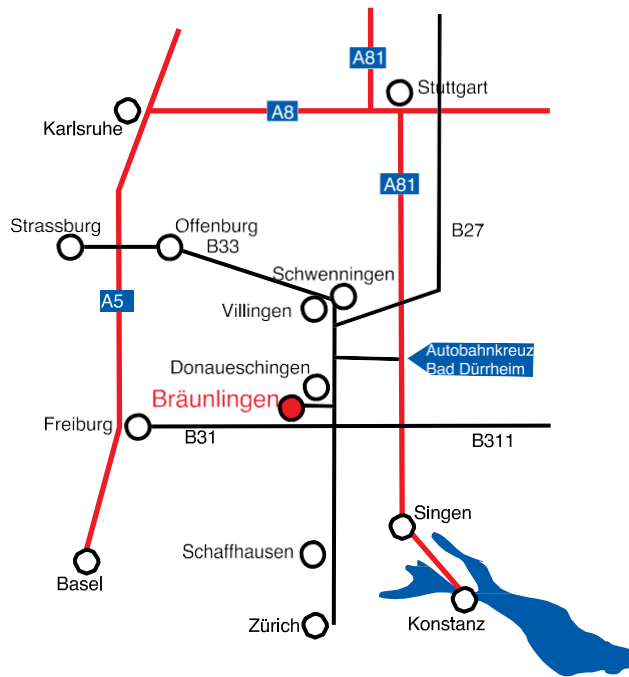 A81
Stuttgart
A8
Karlsruhe
A81
Strassburg
Offenburg
B33
B27
Schwenningen
A5
Villingen
Autobahnkreuz
Bad Dürrheim
Donaueschingen
Bräunlingen
Freiburg
B31
B311
Singen
Schaffhausen
Basel
Zürich
Konstanz